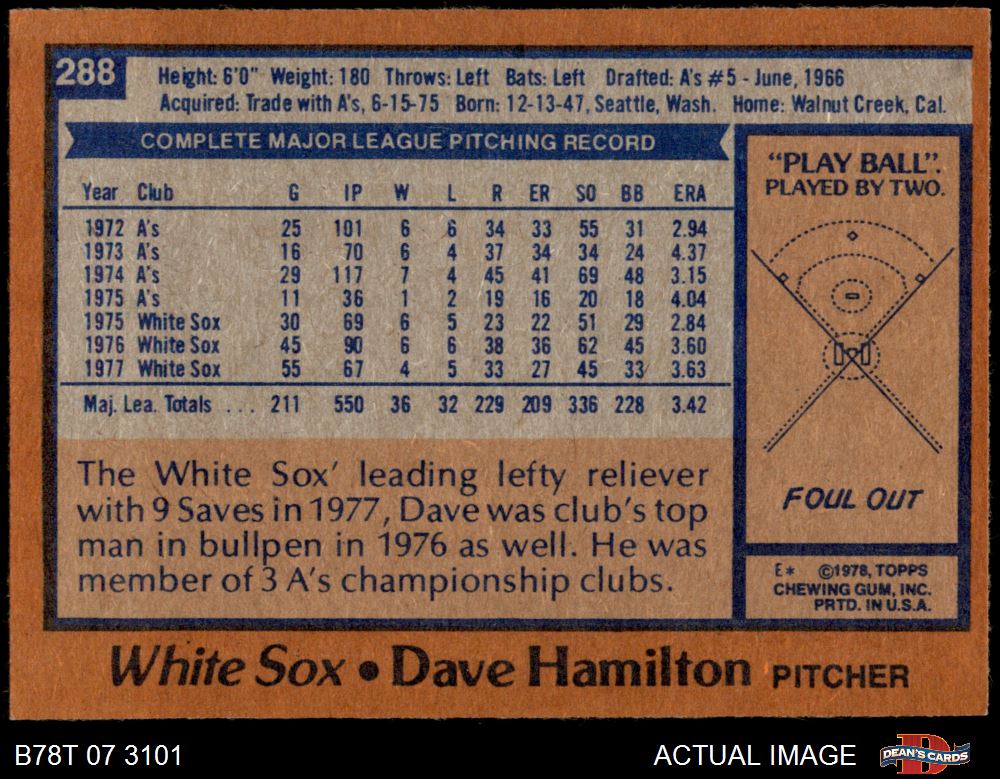 288
Height: 6'0" Weight: 180 Throws: Left Bats: Left Drafted: A's #5 - June, 1966
Acquired: Trade with A's, 6-15-75 Born: 12-13-47, Seattle, Wash. Home: Walnut Creek, Cal.
COMPLETE MAJOR LEAGUE PITCHING RECORD
Year Club G IP W L R ER SO BB ERA
1972 A's 25 101 6 6 34 33 55 31 2.94
1973 A's 16 70 6 4 37 34 34 24 4.37
1974 A's 29 117 7 4 45 41 69 48 3.15
1975 A's 11 36 1 2 19 16 20 18 4.04
1975 White Sox 30 69 6 5 23 22 51 29 2.84
1976 White Sox 45 90 6 6 38 36 62 45 3.60
1977 White Sox 55 67 4 5 33 27 45 33 3.63
Maj. Lea. Totals ... 211 550 36 32 229 209 336 228 3.42
The White Sox' leading lefty reliever
with 9 Saves in 1977, Dave was club's top
man in bullpen in 1976 as well. He was
member of 3 A's championship clubs.
"PLAY BALL".
PLAYED BY TWO.
FOUL OUT
E* ©1978, TOPPS
CHEWING GUM, INC.
PRTD. IN U.S.A.
White Sox • Dave Hamilton PITCHER
B78T 07 3101 ACTUAL IMAGE DEAN'S CARDS